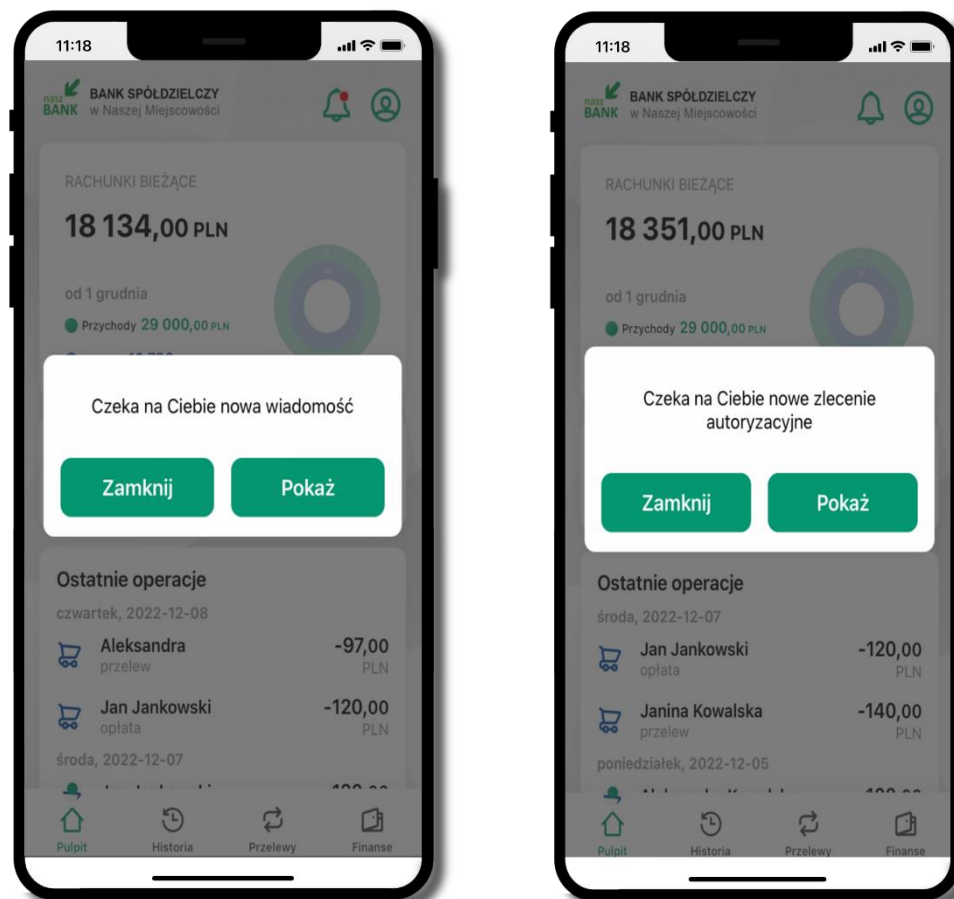 11:18
nasz
BANK
BANK SPÓŁDZIELCZY
w Naszej Miejscowości
RACHUNKI BIEŻĄCE
18 134,00 PLN
od 1 grudnia
Przychody 29 000,00 PLN
Czeka na Ciebie nowa wiadomość
Zamknij Pokaż
Ostatnie operacje
czwartek, 2022-12-08
Aleksandra -97,00
przelew PLN
Jan Jankowski -120,00
opłata PLN
środa, 2022-12-07
Pulpit Historia Przelewy Finanse
11:18
nasz
BANK
BANK SPÓŁDZIELCZY
w Naszej Miejscowości
RACHUNKI BIEŻĄCE
18 351,00 PLN
od 1 grudnia
Przychody 29 000,00 PLN
Czeka na Ciebie nowe zlecenie
autoryzacyjne
Zamknij Pokaż
Ostatnie operacje
środa, 2022-12-07
Jan Jankowski -120,00
opłata PLN
Janina Kowalska -140,00
przelew PLN
poniedziałek, 2022-12-05
Pulpit Historia Przelewy Finanse